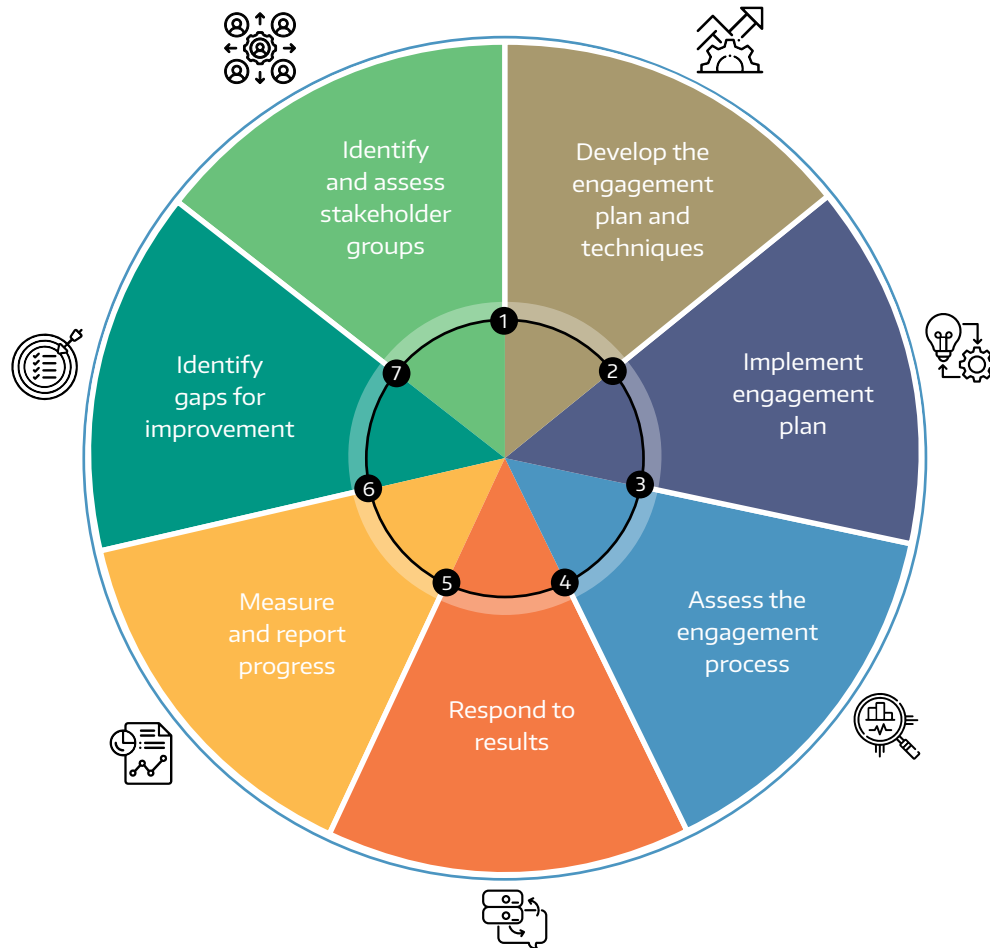 Identify
and assess
stakeholder
groups
Develop the
engagement
plan and
techniques
Implement
engagement
plan
Assess the
engagement
process
Respond to
results
Measure
and report
progress
Identify
gaps for
improvement
1
2
3
4
5
6
7